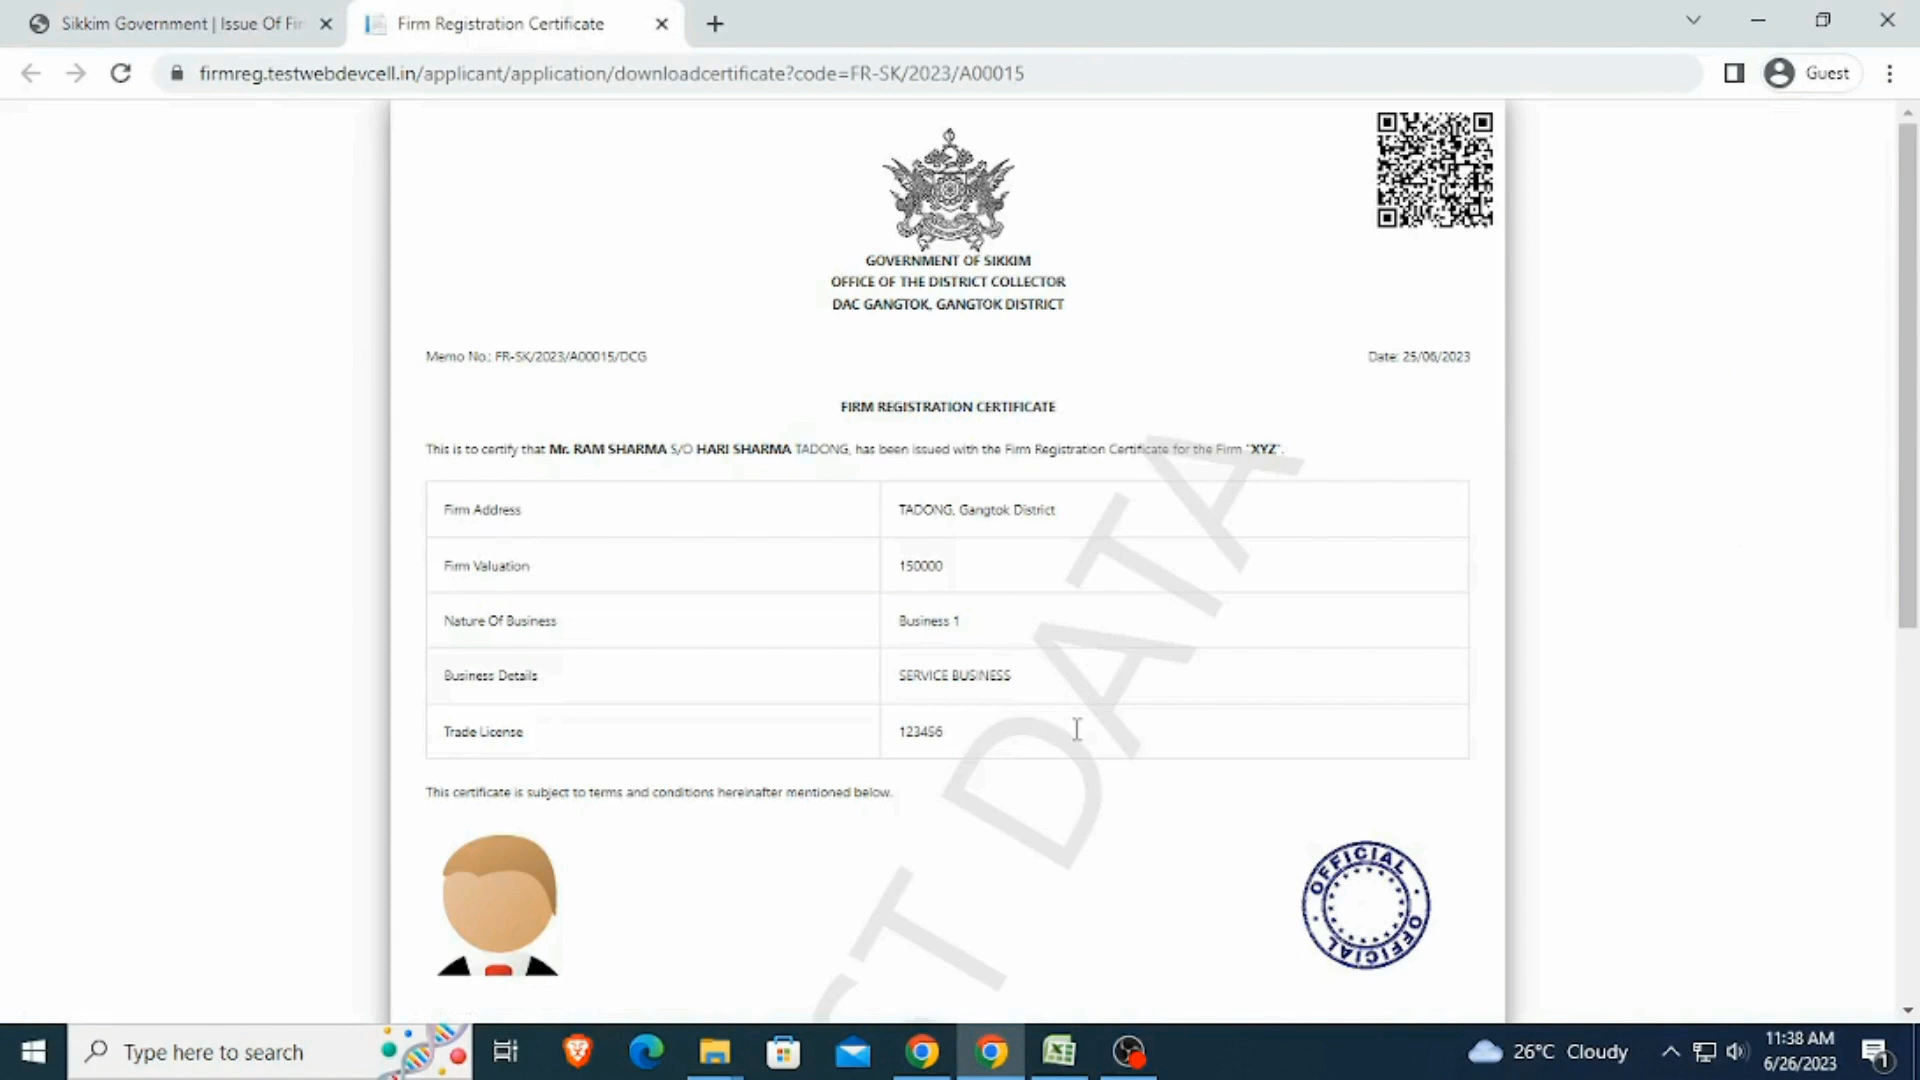 Sikkim Government | Issue Of Fir
Firm Registration Certificate
firmreg.testwebdevcell.in/applicant/application/downloadcertificate?code=FR-SK/2023/A00015
Guest
GOVERNMENT OF SIKKIM
OFFICE OF THE DISTRICT COLLECTOR
DAC GANGTOK, GANGTOK DISTRICT
Memo No.: FR-SK/2023/A00015/DCG
Date: 25/06/2023
FIRM REGISTRATION CERTIFICATE
This is to certify that Mr. RAM SHARMA S/O HARI SHARMA TADONG, has been issued with the Firm Registration Certificate for the Firm "XYZ".
Firm Address TADONG, Gangtok District
Firm Valuation 150000
Nature Of Business Business 1
Business Details SERVICE BUSINESS
Trade License 123456
This certificate is subject to terms and conditions hereinafter mentioned below.
ST DATA
OFFICIAL
OFFICIAL
Type here to search
26°C Cloudy
11:38 AM
6/26/2023
1